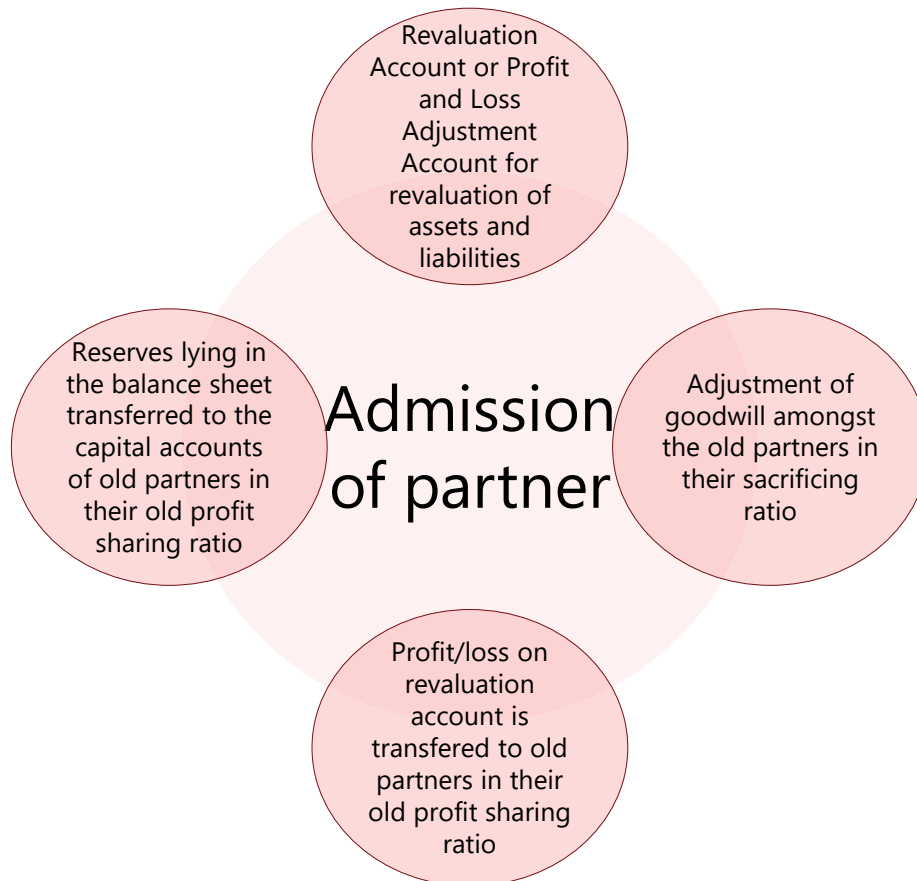 Revaluation
Account or Profit
and Loss
Adjustment
Account for
revaluation of
assets and
liabilities
Reserves lying in
the balance sheet
transferred to the
capital accounts
of old partners in
their old profit
sharing ratio
Admission
of partner
Adjustment of
goodwill amongst
the old partners in
their sacrificing
ratio
Profit/loss on
revaluation
account is
transfered to old
partners in their
old profit sharing
ratio